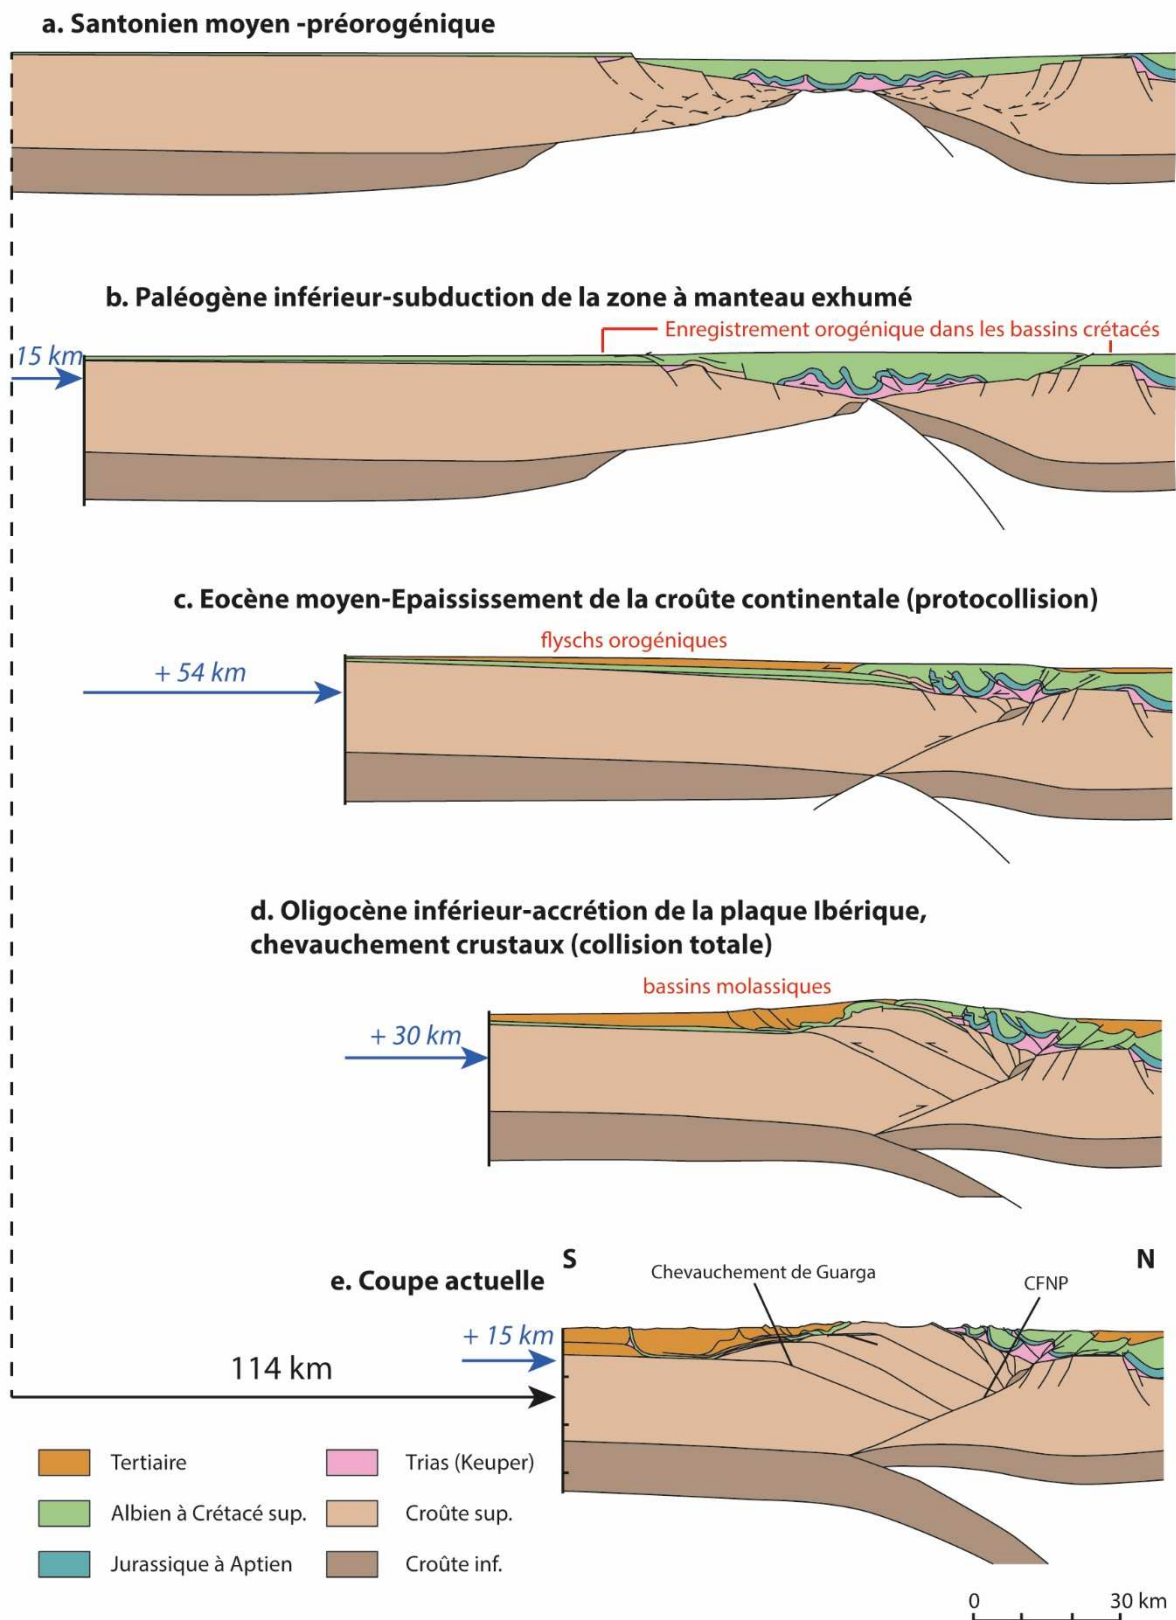 a. Santonien moyen -préorogénique
b. Paléogène inférieur-subduction de la zone à manteau exhumé
Enregistrement orogénique dans les bassins crétacés
15 km
c. Eocène moyen-Epaississement de la croûte continentale (protocollision)
flyschs orogéniques
+ 54 km
d. Oligocène inférieur-accrétion de la plaque Ibérique,
chevauchement crustaux (collision totale)
bassins molassiques
+ 30 km
S
N
e. Coupe actuelle
Chevauchement de Guarga
CFNP
+ 15 km
114 km
Tertiaire
Trias (Keuper)
Albien à Crétacé sup.
Croûte sup.
Jurassique à Aptien
Croûte inf.
0
30 km